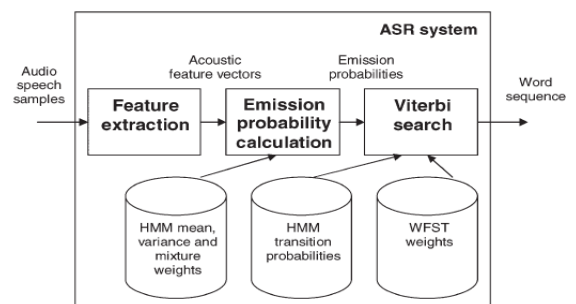 ASR system
Audio
speech
samples
Acoustic
feature vectors
Emission
probabilities
Word
sequence
Feature
extraction
Emission
probability
calculation
Viterbi
search
HMM mean,
variance and
mixture
weights
HMM
transition
probabilities
WFST
weights